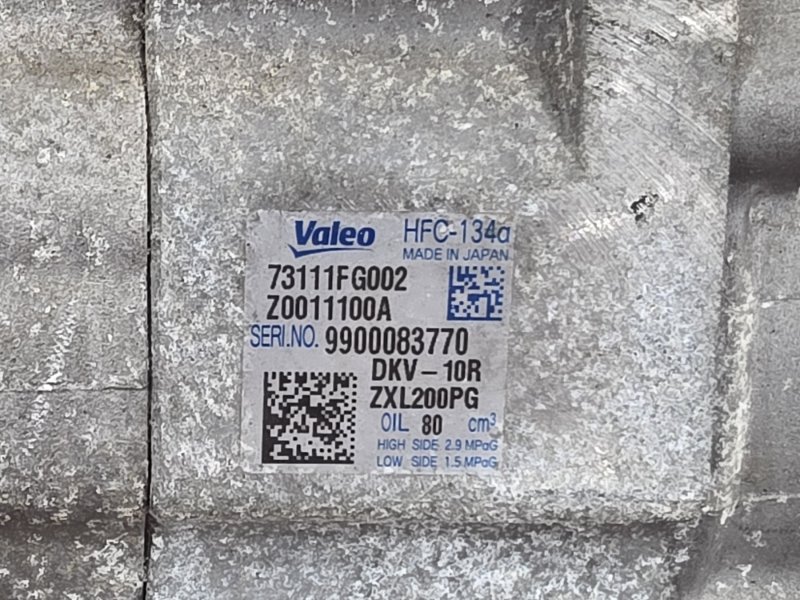 Valeo HFC-134a
MADE IN JAPAN
73111FG002
Z0011100A
SERI.NO. 9900083770
DKV-10R
ZXL200PG
OIL 80 cm³
HIGH SIDE 2.9 MPaG
LOW SIDE 1.5 MPaG